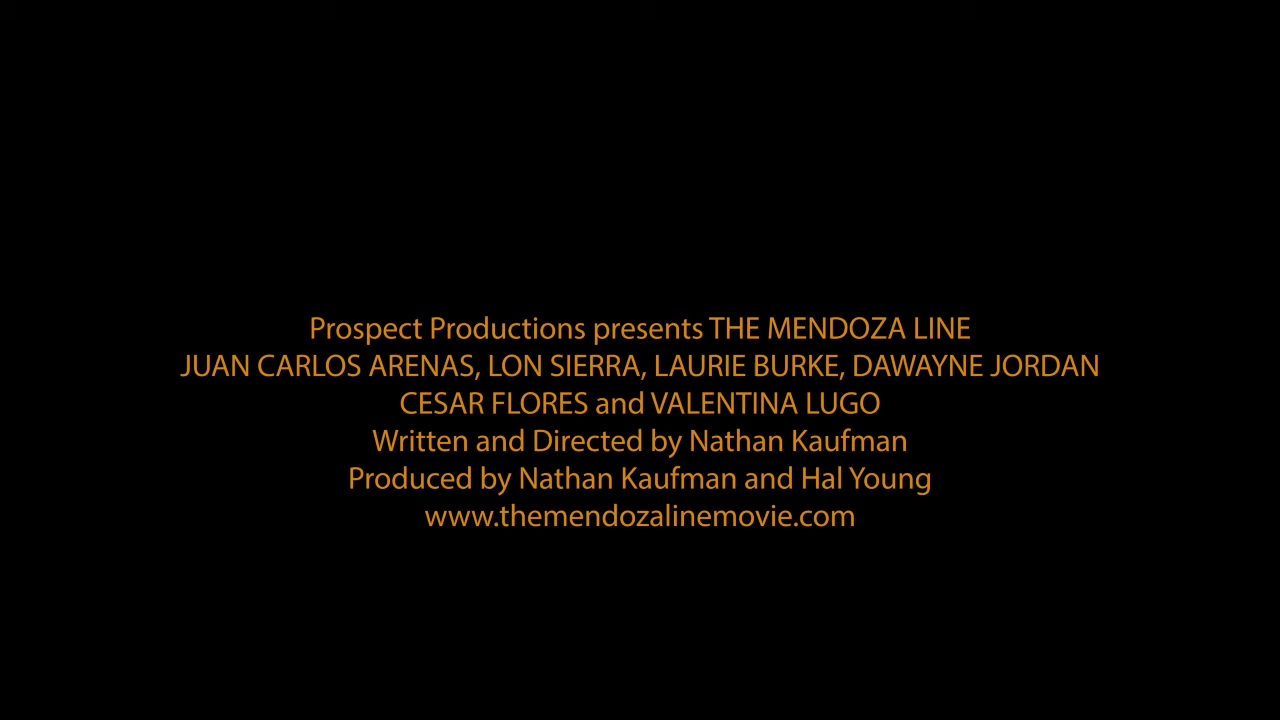 Prospect Productions presents THE MENDOZA LINE
JUAN CARLOS ARENAS, LON SIERRA, LAURIE BURKE, DAWAYNE JORDAN
CESAR FLORES and VALENTINA LUGO
Written and Directed by Nathan Kaufman
Produced by Nathan Kaufman and Hal Young
www.themendozalinemovie.com